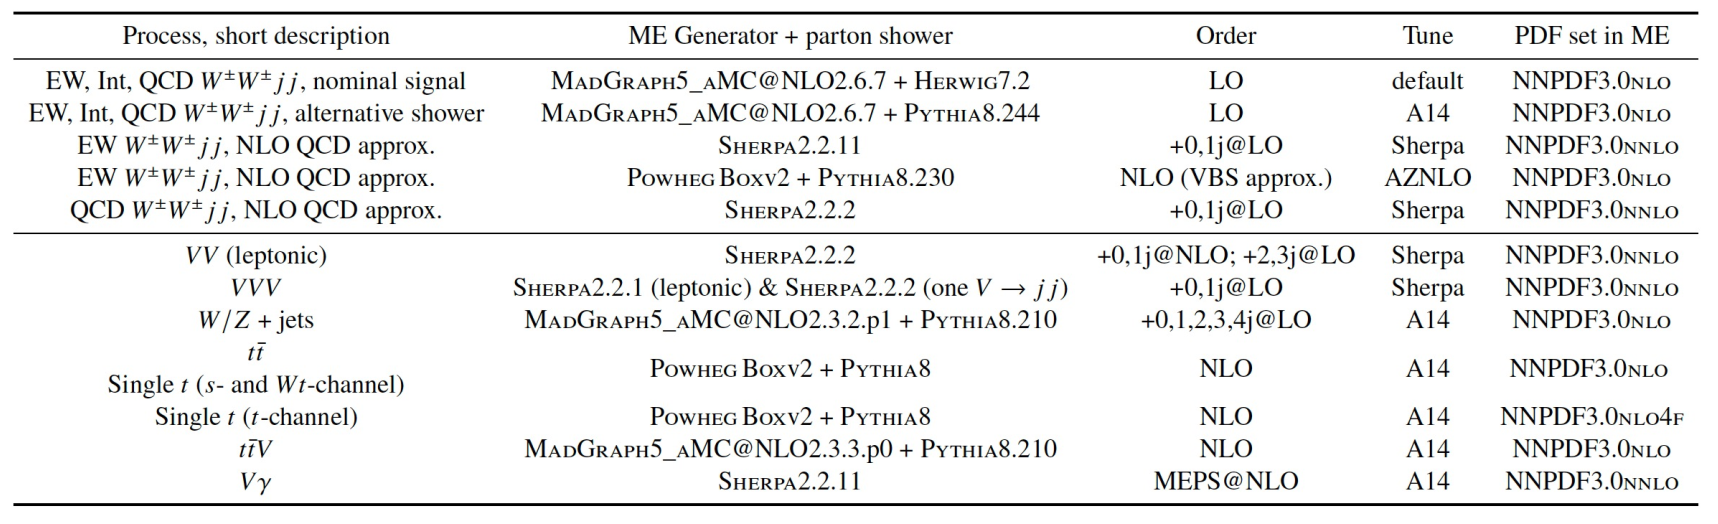 Process, short description ME Generator + parton shower Order Tune PDF set in ME
EW, Int, QCD W±W±jj, nominal signal MadGraph5_aMC@NLO2.6.7 + Herwig7.2 LO default NNPDF3.0nlo
EW, Int, QCD W±W±jj, alternative shower MadGraph5_aMC@NLO2.6.7 + Pythia8.244 LO A14 NNPDF3.0nlo
EW W±W±jj, NLO QCD approx. Sherpa2.2.11 +0,1j@LO Sherpa NNPDF3.0nnlo
EW W±W±jj, NLO QCD approx. Powheg Boxv2 + Pythia8.230 NLO (VBS approx.) AZNLO NNPDF3.0nlo
QCD W±W±jj, NLO QCD approx. Sherpa2.2.2 +0,1j@LO Sherpa NNPDF3.0nnlo
VV (leptonic) Sherpa2.2.2 +0,1j@NLO; +2,3j@LO Sherpa NNPDF3.0nnlo
VVV Sherpa2.2.1 (leptonic) & Sherpa2.2.2 (one V → jj) +0,1j@LO Sherpa NNPDF3.0nnlo
W/Z + jets MadGraph5_aMC@NLO2.3.2.p1 + Pythia8.210 +0,1,2,3,4j@LO A14 NNPDF3.0nlo
tt̄
Powheg Boxv2 + Pythia8 NLO A14 NNPDF3.0nlo
Single t (s- and Wt-channel)
Single t (t-channel) Powheg Boxv2 + Pythia8 NLO A14 NNPDF3.0nlo4f
tt̄V MadGraph5_aMC@NLO2.3.3.p0 + Pythia8.210 NLO A14 NNPDF3.0nlo
Vγ Sherpa2.2.11 MEPS@NLO A14 NNPDF3.0nnlo